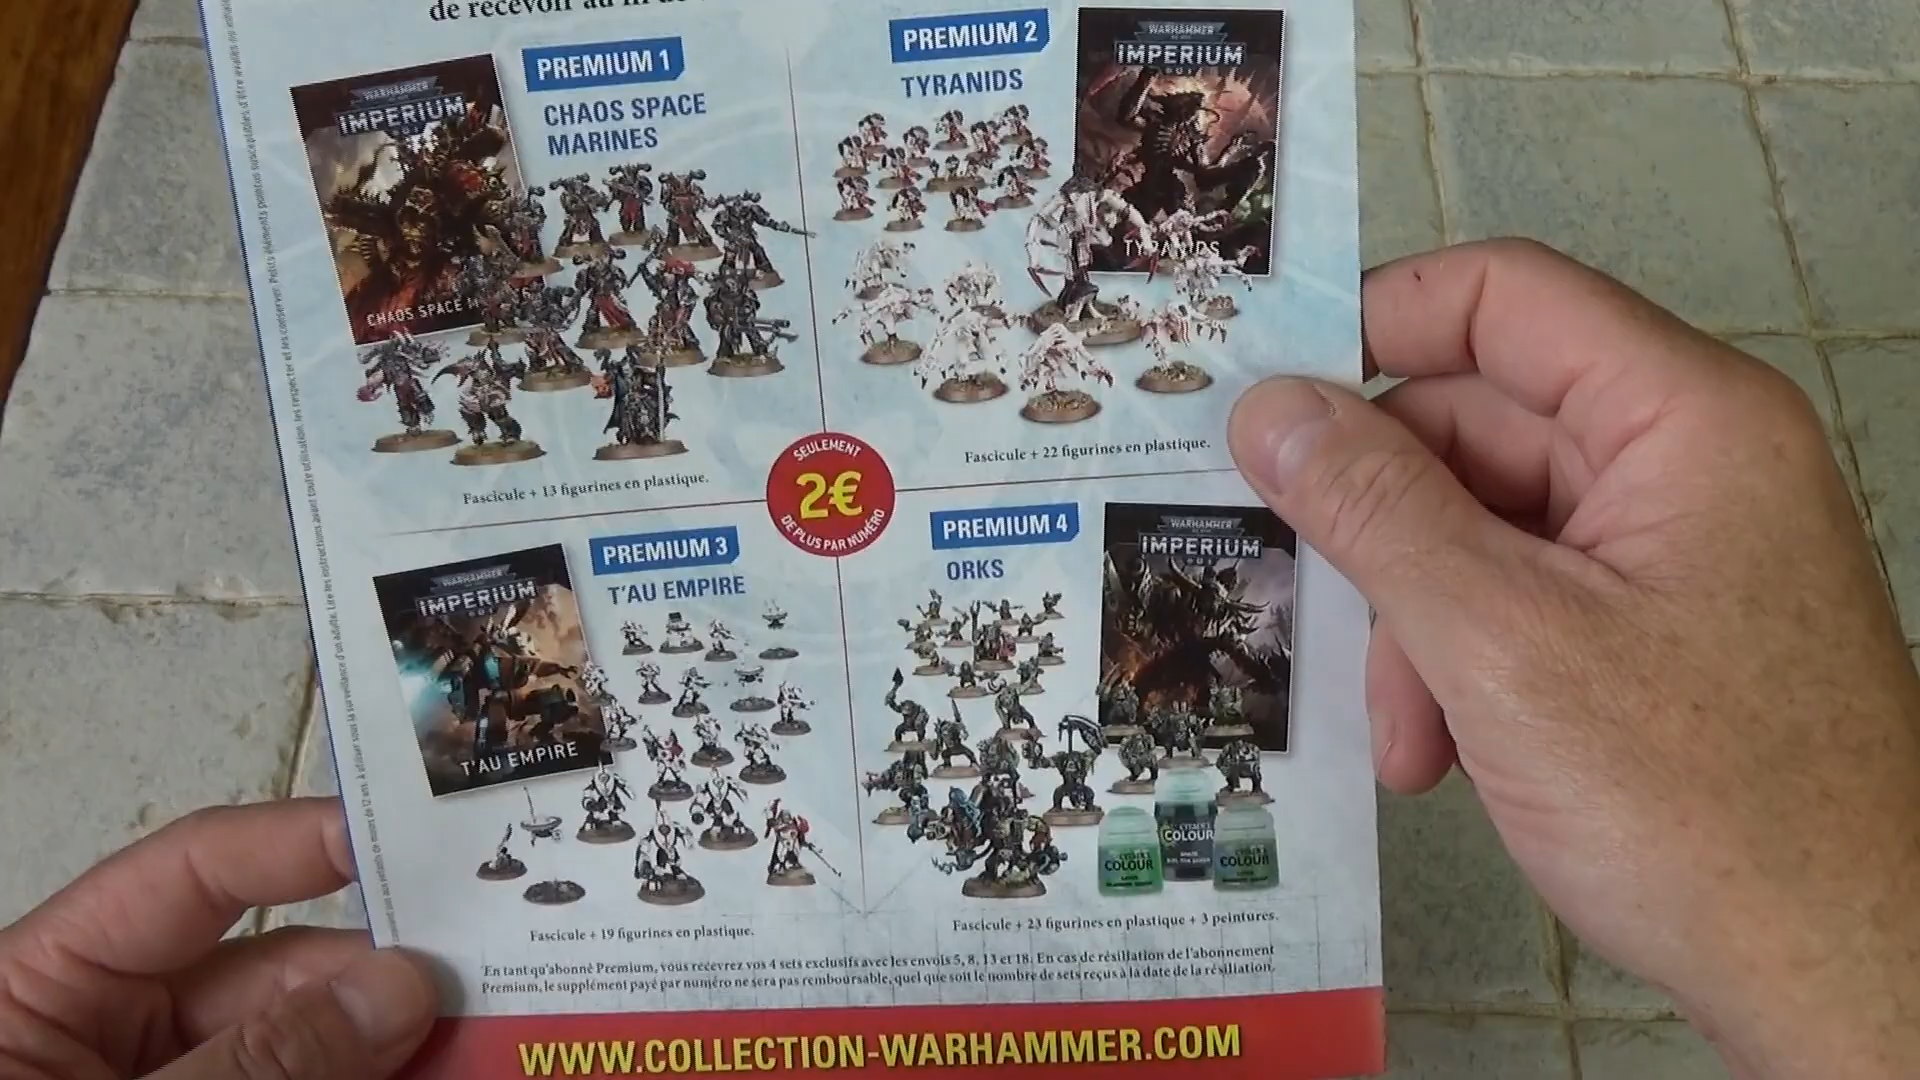 de recevoir au
PREMIUM 1
CHAOS SPACE
MARINES
WARHAMMER
IMPERIUM
CHAOS SPACE
Fascicule + 13 figurines en plastique.
PREMIUM 2
TYRANIDS
WARHAMMER
IMPERIUM
TYRANIDS
Fascicule + 22 figurines en plastique.
SEULEMENT
2€
DE PLUS PAR NUMÉRO
PREMIUM 3
T'AU EMPIRE
WARHAMMER
IMPERIUM
T'AU EMPIRE
Fascicule + 19 figurines en plastique.
PREMIUM 4
ORKS
WARHAMMER
IMPERIUM
CITADEL
COLOUR
CITADEL
COLOUR
CITADEL
COLOUR
Fascicule + 23 figurines en plastique + 3 peintures.
En tant qu'abonné Premium, vous recevrez vos 4 sets exclusifs avec les envois 5, 8, 13 et 18. En cas de résiliation de l'abonnement
Premium, le supplément payé par numéro ne sera pas remboursable, quel que soit le nombre de sets reçus à la date de la résiliation.
WWW.COLLECTION-WARHAMMER.COM